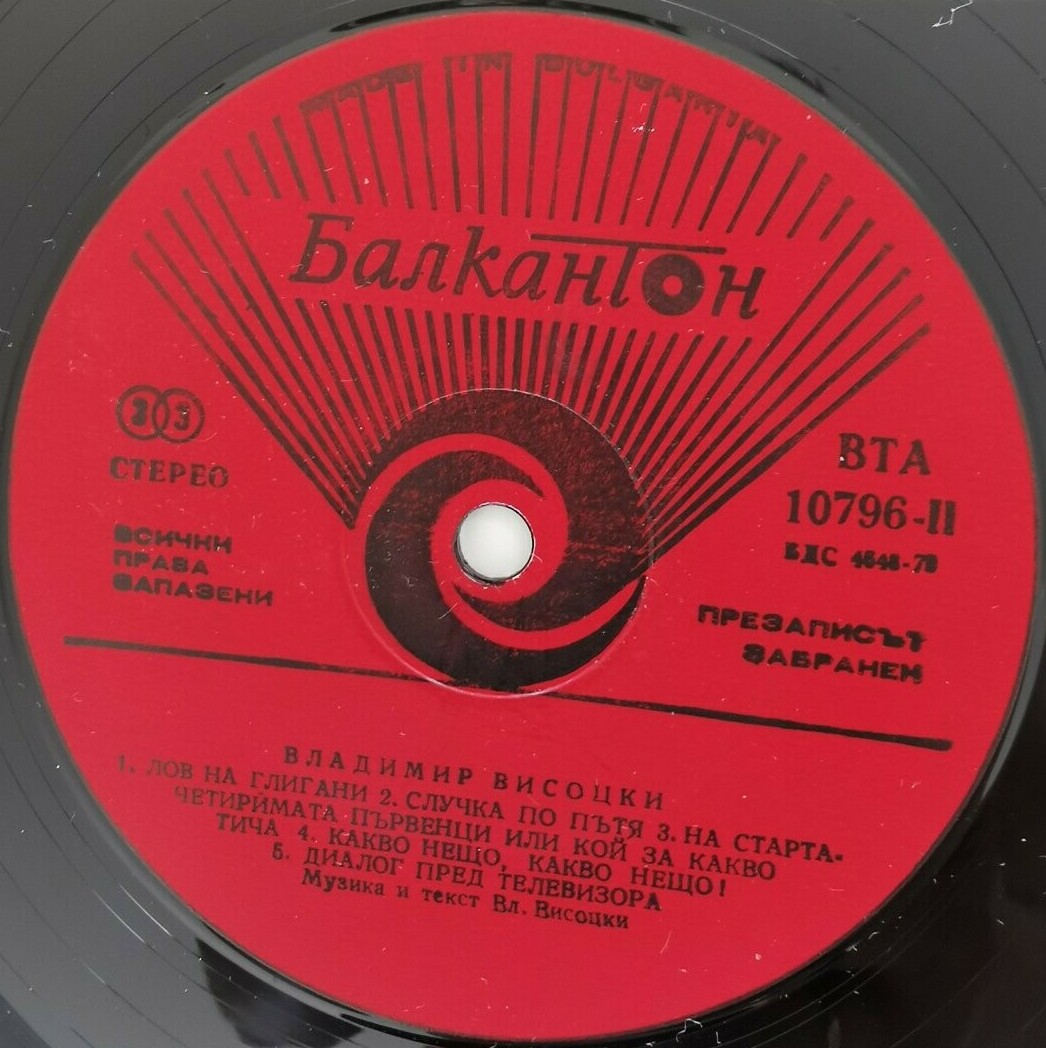 MADE IN BULGARIA
Балкантон
33
СТЕРЕО
ВСИЧКИ
ПРАВА
ЗАПАЗЕНИ
ВТА
10796-II
БДС 4648-78
ПРЕЗАПИСЪТ
ЗАБРАНЕН
ВЛАДИМИР ВИСОЦКИ
1. ЛОВ НА ГЛИГАНИ 2. СЛУЧКА ПО ПЪТЯ 3. НА СТАРТА-
ЧЕТИРИМАТА ПЪРВЕНЦИ ИЛИ КОЙ ЗА КАКВО
ТИЧА 4. КАКВО НЕЩО, КАКВО НЕЩО!
5. ДИАЛОГ ПРЕД ТЕЛЕВИЗОРА
Музика и текст Вл. Висоцки